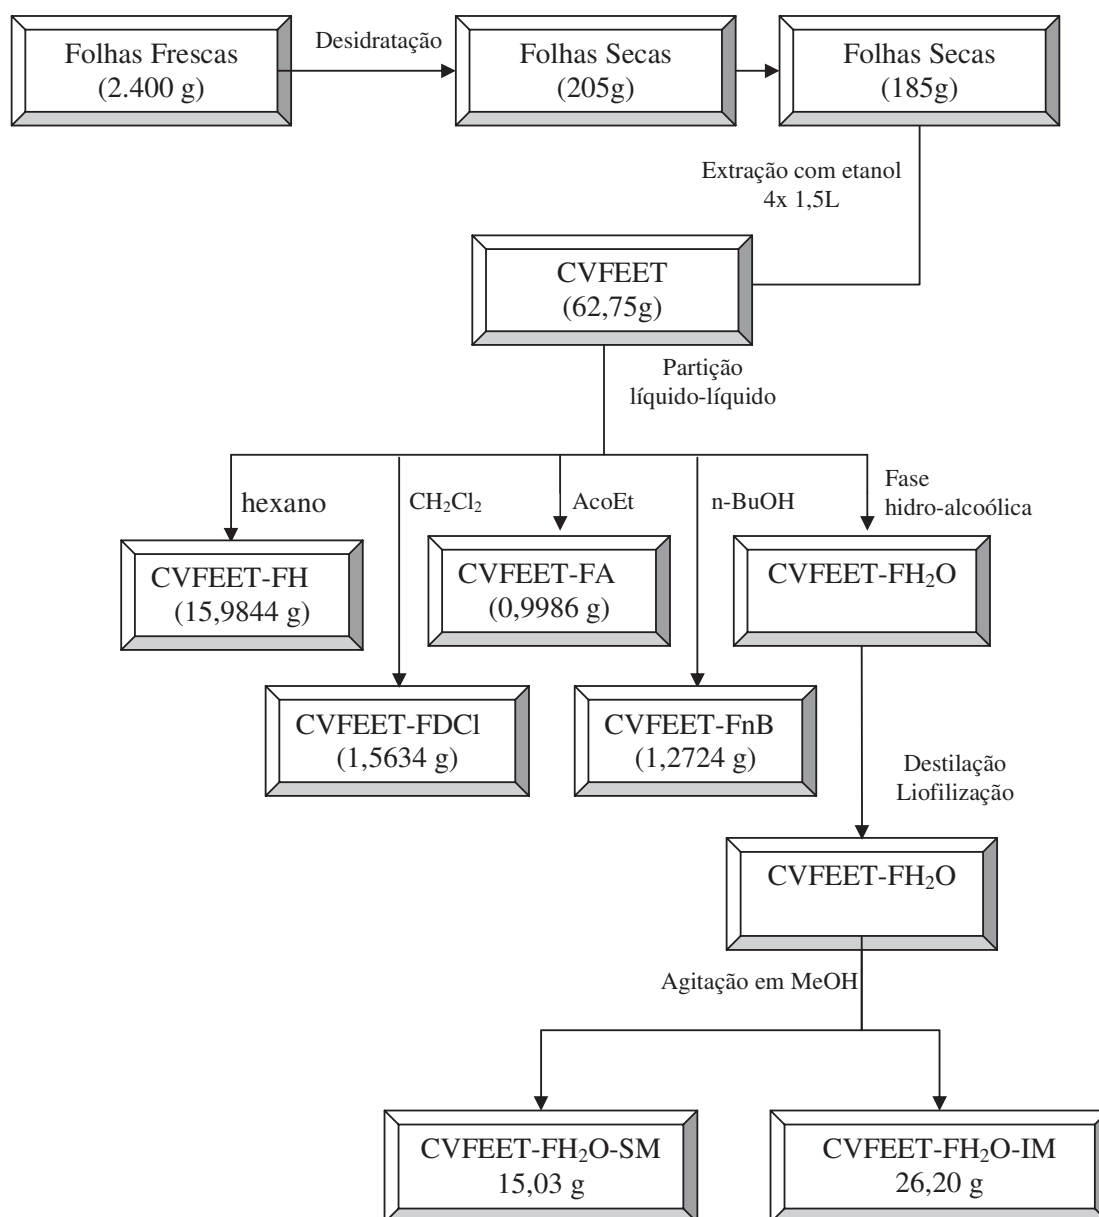 Folhas Frescas
(2.400 g)
Desidratação
Folhas Secas
(205g)
Folhas Secas
(185g)
Extração com etanol
4x 1,5L
CVFEET
(62,75g)
Partição
líquido-líquido
hexano
CH₂Cl₂
AcoEt
n-BuOH
Fase
hidro-alcoólica
CVFEET-FH
(15,9844 g)
CVFEET-FA
(0,9986 g)
CVFEET-FH₂O
CVFEET-FDCl
(1,5634 g)
CVFEET-FnB
(1,2724 g)
Destilação
Liofilização
CVFEET-FH₂O
Agitação em MeOH
CVFEET-FH₂O-SM
15,03 g
CVFEET-FH₂O-IM
26,20 g